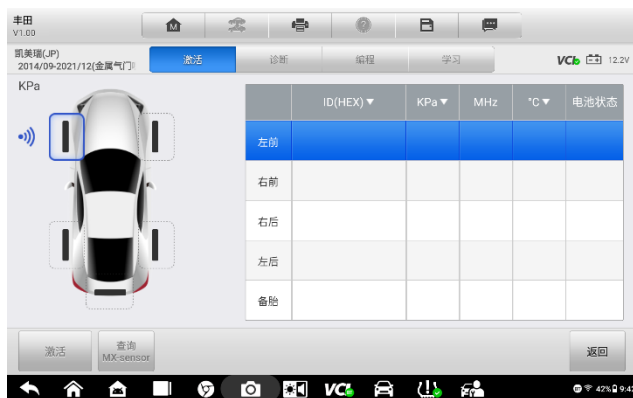 丰田
V1.00
凯美瑞(JP)
2014/09-2021/12(金属气门
激活
诊断
编程
学习
VCI
12.2V
KPa
ID(HEX)▼
KPa▼
MHz
°C▼
电池状态
左前
右前
右后
左后
备胎
激活
查询
MX-sensor
返回
VCI
42%
9:43